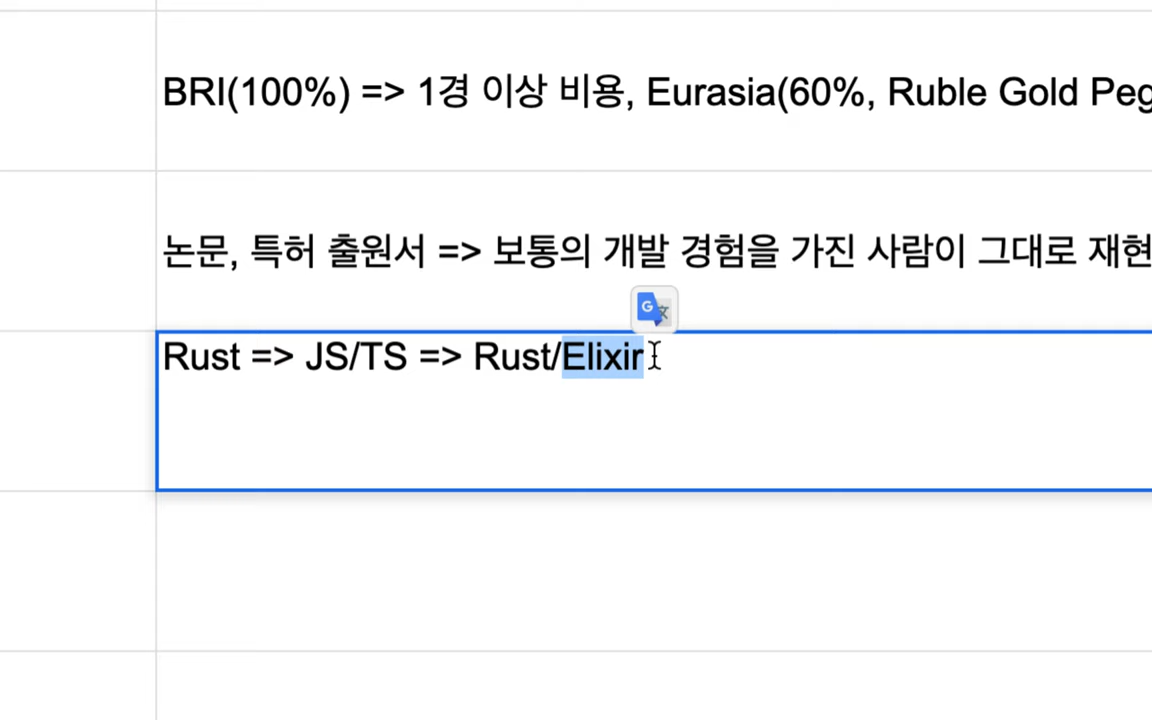 BRI(100%) => 1경 이상 비용, Eurasia(60%, Ruble Gold Peg
논문, 특허 출원서 => 보통의 개발 경험을 가진 사람이 그대로 재현
Rust => JS/TS => Rust/Elixir